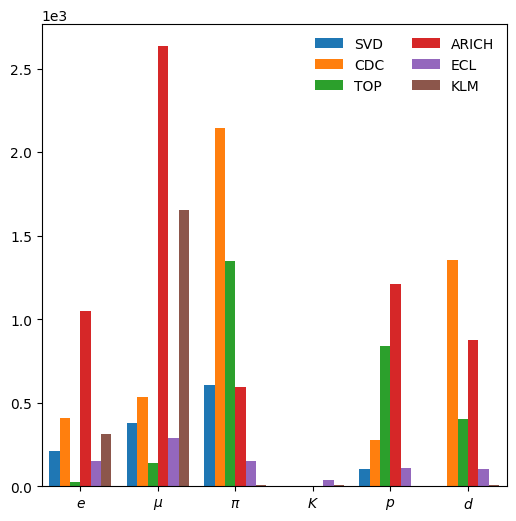 1e3
SVD ARICH
CDC ECL
TOP KLM
2.5
2.0
1.5
1.0
0.5
0.0
e μ π K p d